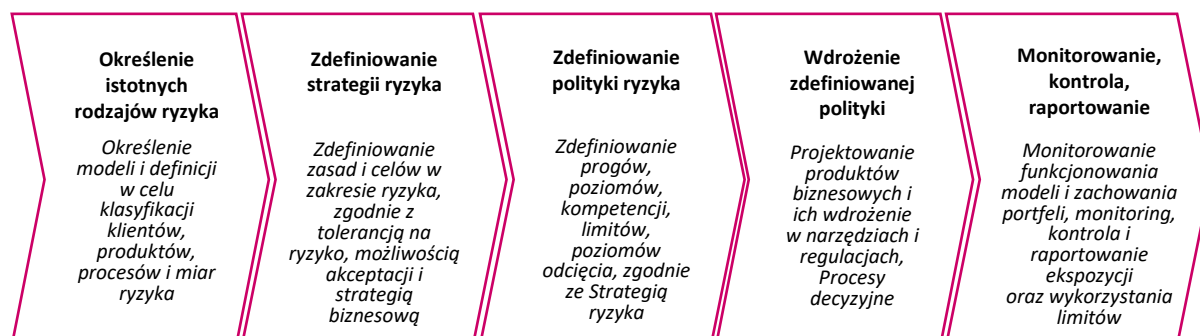 Określenie
istotnych
rodzajów ryzyka
Określenie
modeli i definicji
w celu
klasyfikacji
klientów,
produktów,
procesów i miar
ryzyka
Zdefiniowanie
strategii ryzyka
Zdefiniowanie
zasad i celów w
zakresie ryzyka,
zgodnie z
tolerancją na
ryzyko, możliwością
akceptacji i
strategią
biznesową
Zdefiniowanie
polityki ryzyka
Zdefiniowanie
progów,
poziomów,
kompetencji,
limitów,
poziomów
odcięcia, zgodnie
ze Strategią
ryzyka
Wdrożenie
zdefiniowanej
polityki
Projektowanie
produktów
biznesowych i
ich wdrożenie
w narzędziach i
regulacjach,
Procesy
decyzyjne
Monitorowanie,
kontrola,
raportowanie
Monitorowanie
funkcjonowania
modeli i zachowania
portfeli, monitoring,
kontrola i
raportowanie
ekspozycji
oraz wykorzystania
limitów